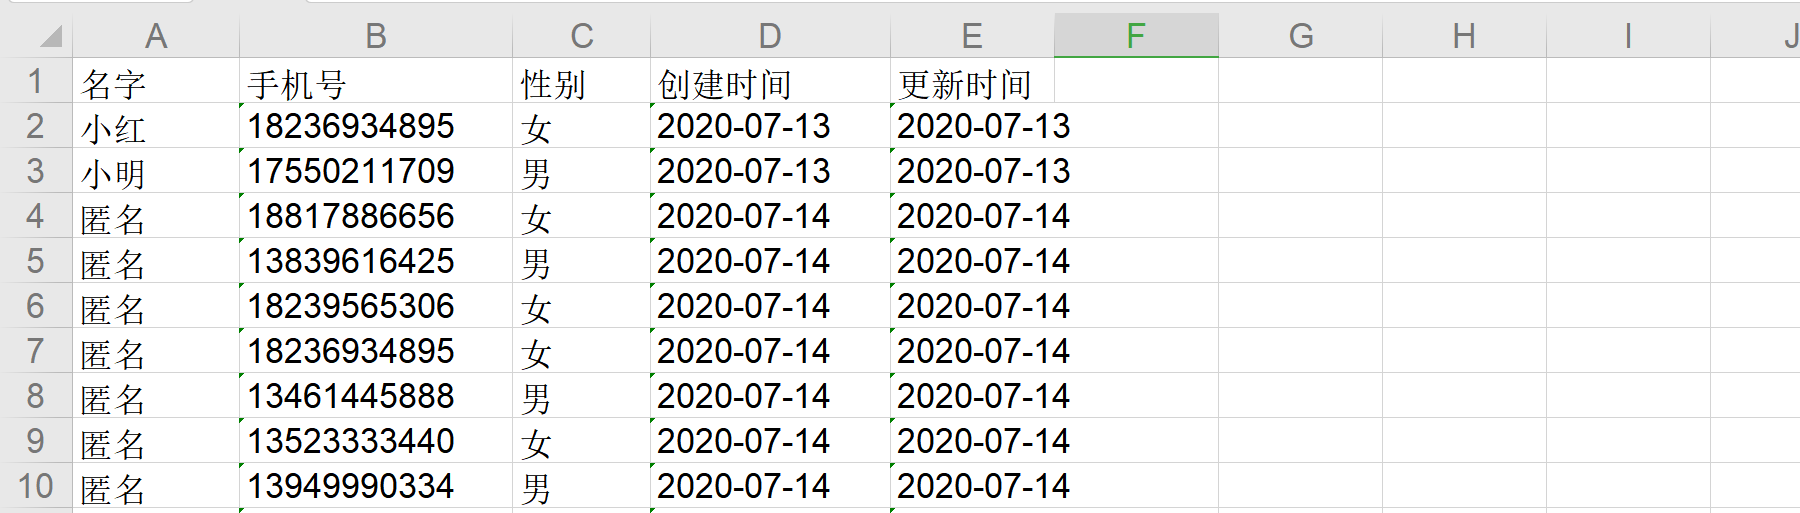 A B C D E F G H I J
1 名字 手机号 性别 创建时间 更新时间
2 小红 18236934895 女 2020-07-13 2020-07-13
3 小明 17550211709 男 2020-07-13 2020-07-13
4 匿名 18817886656 女 2020-07-14 2020-07-14
5 匿名 13839616425 男 2020-07-14 2020-07-14
6 匿名 18239565306 女 2020-07-14 2020-07-14
7 匿名 18236934895 女 2020-07-14 2020-07-14
8 匿名 13461445888 男 2020-07-14 2020-07-14
9 匿名 13523333440 女 2020-07-14 2020-07-14
10 匿名 13949990334 男 2020-07-14 2020-07-14